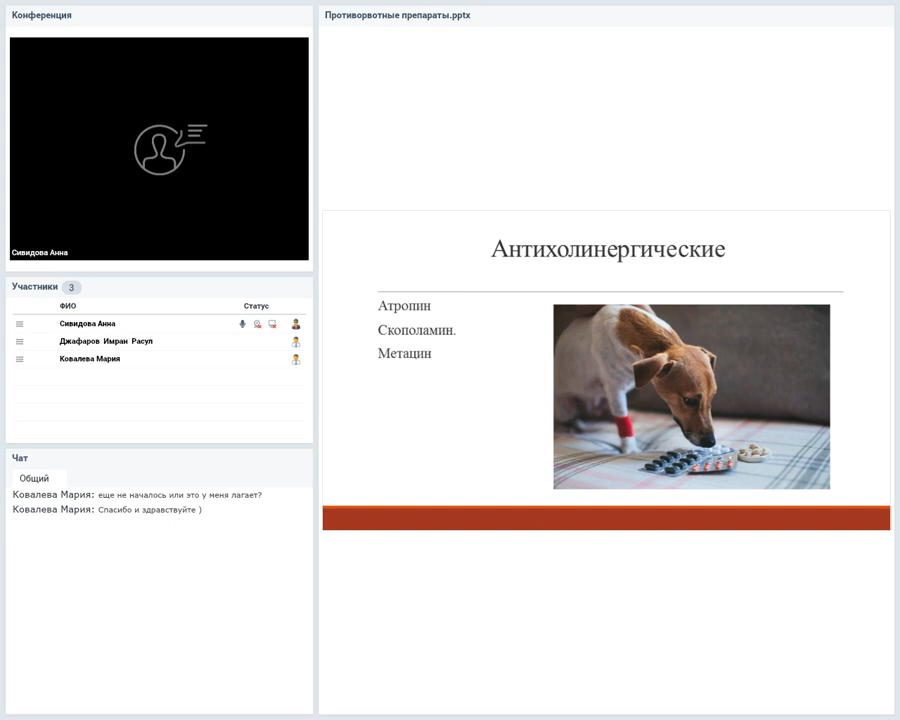 Конференция
Сивидова Анна
Участники 3
ФИО Статус
Сивидова Анна
Джафаров Имран Расул
Ковалева Мария
Чат
Общий
Ковалева Мария: еще не началось или это у меня лагает?
Ковалева Мария: Спасибо и здравствуйте )
Противорвотные препараты.pptx
Антихолинергические
Атропин
Скополамин.
Метацин